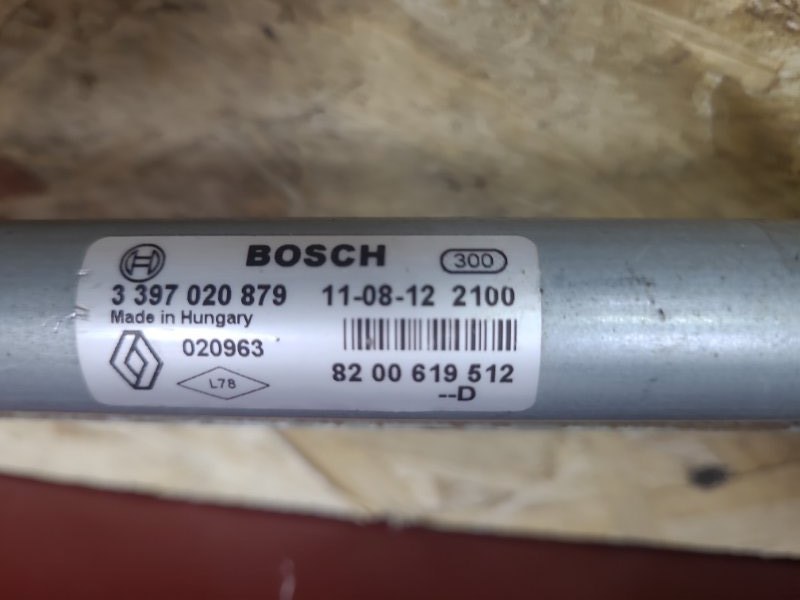 BOSCH 300
3 397 020 879 11-08-12 2100
Made in Hungary
020963
L78
82 00 619 512
--D